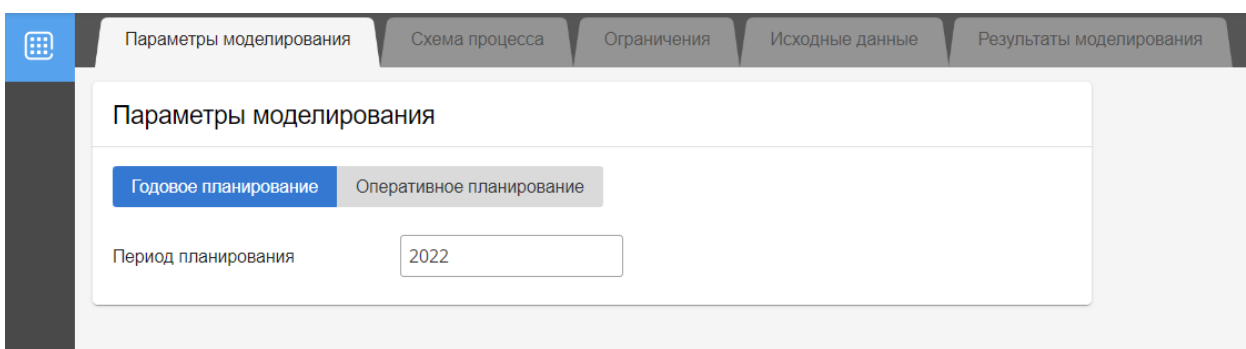 Параметры моделирования Схема процесса Ограничения Исходные данные Результаты моделирования
Параметры моделирования
Годовое планирование Оперативное планирование
Период планирования 2022